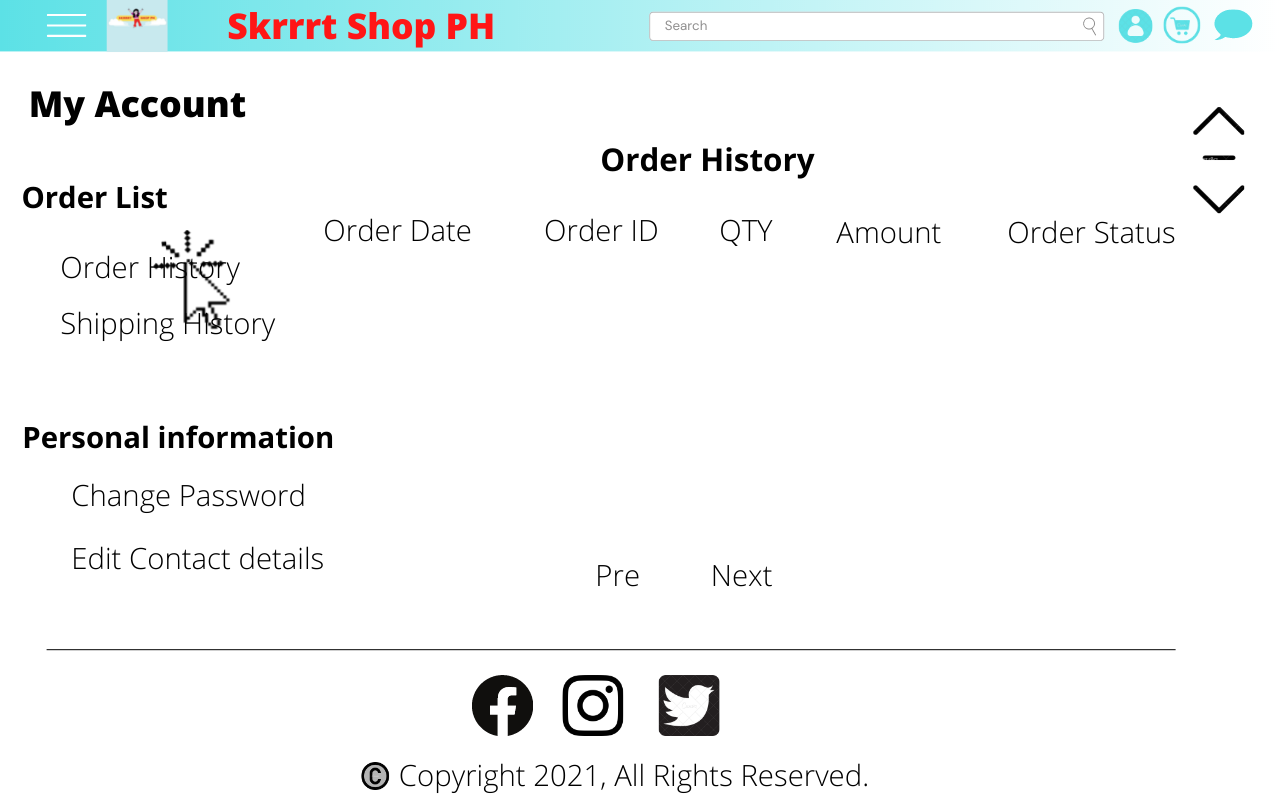 Skrrrt Shop PH
Search
My Account
Order History
Order List
Order Date Order ID QTY Amount Order Status
Order History
Shipping History
Personal information
Change Password
Edit Contact details
Pre Next
© Copyright 2021, All Rights Reserved.